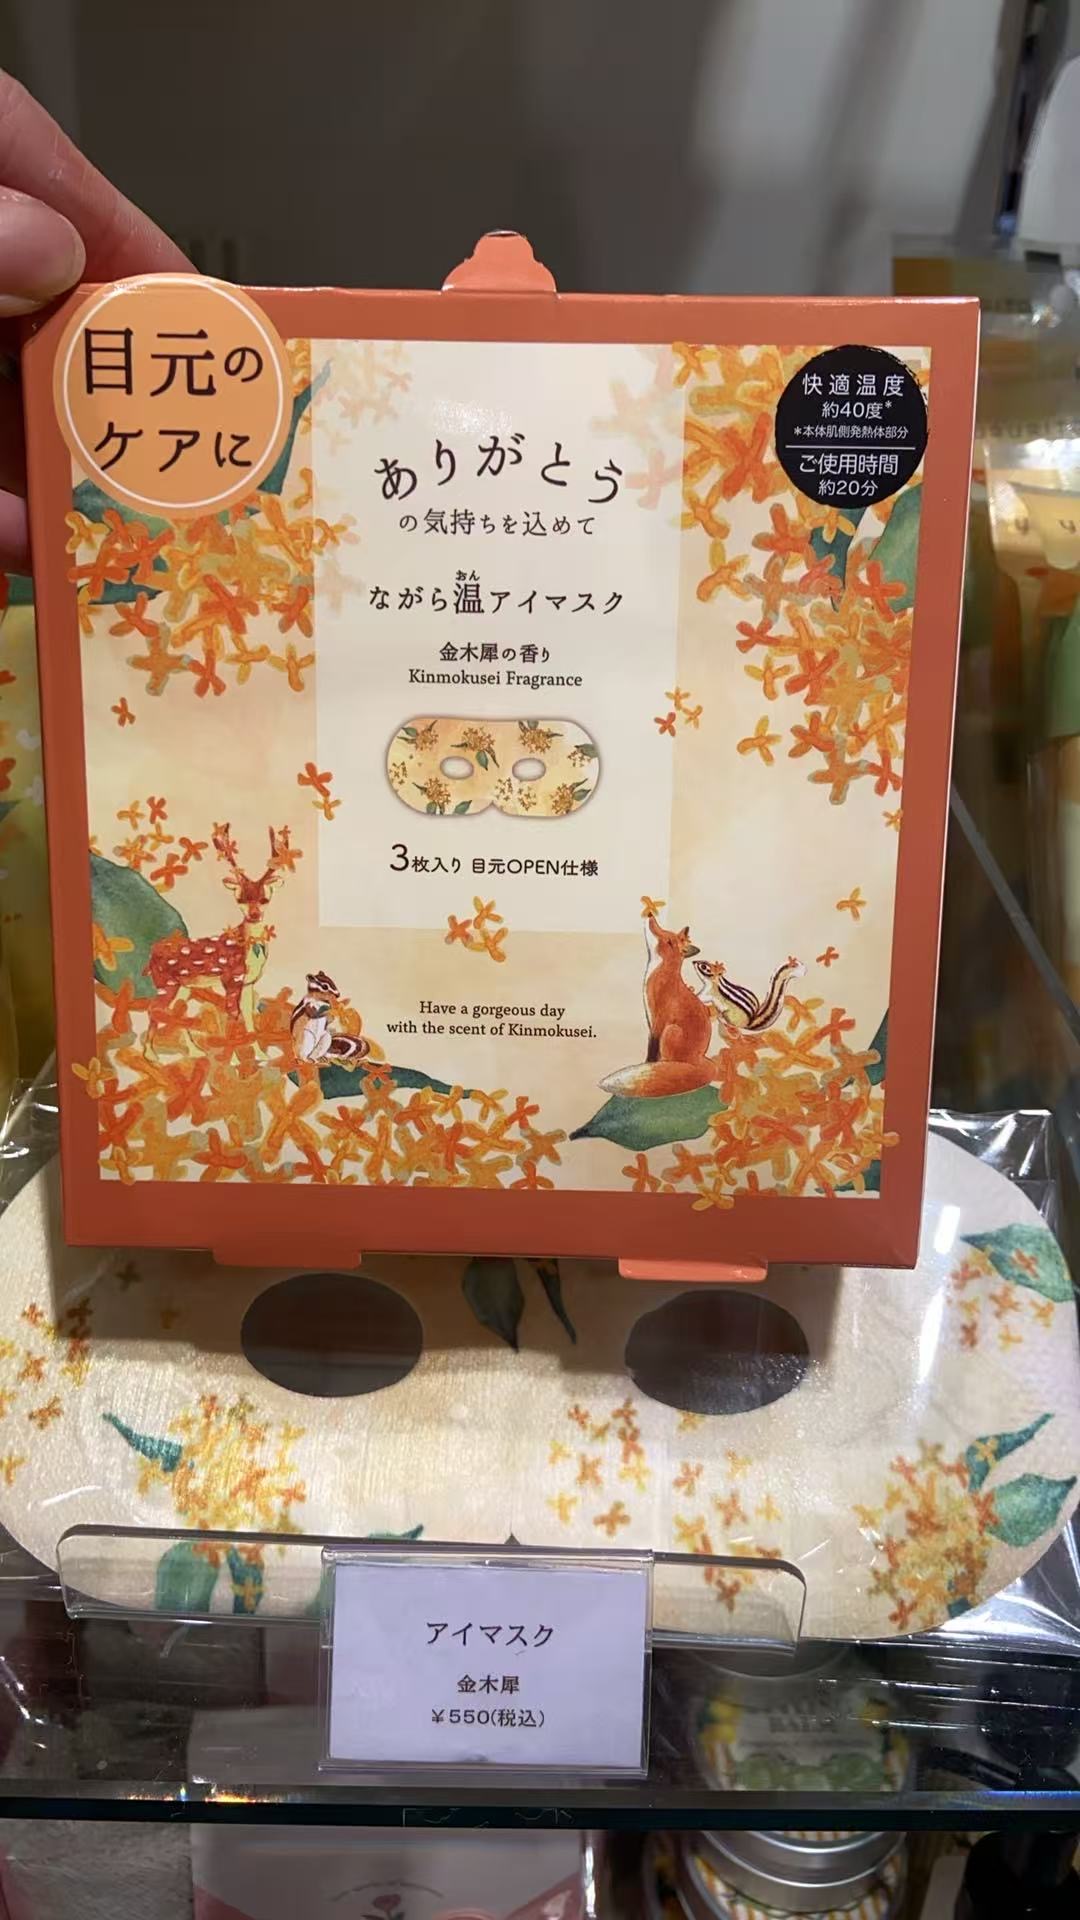 目元の
ケアに
快適温度
約40度*
*本体肌側発熱体部分
ご使用時間
約20分
ありがとう
の気持ちを込めて
おん
ながら温アイマスク
金木犀の香り
Kinmokusei Fragrance
3枚入り 目元OPEN仕様
Have a gorgeous day
with the scent of Kinmokusei.
アイマスク
金木犀
¥550(税込)